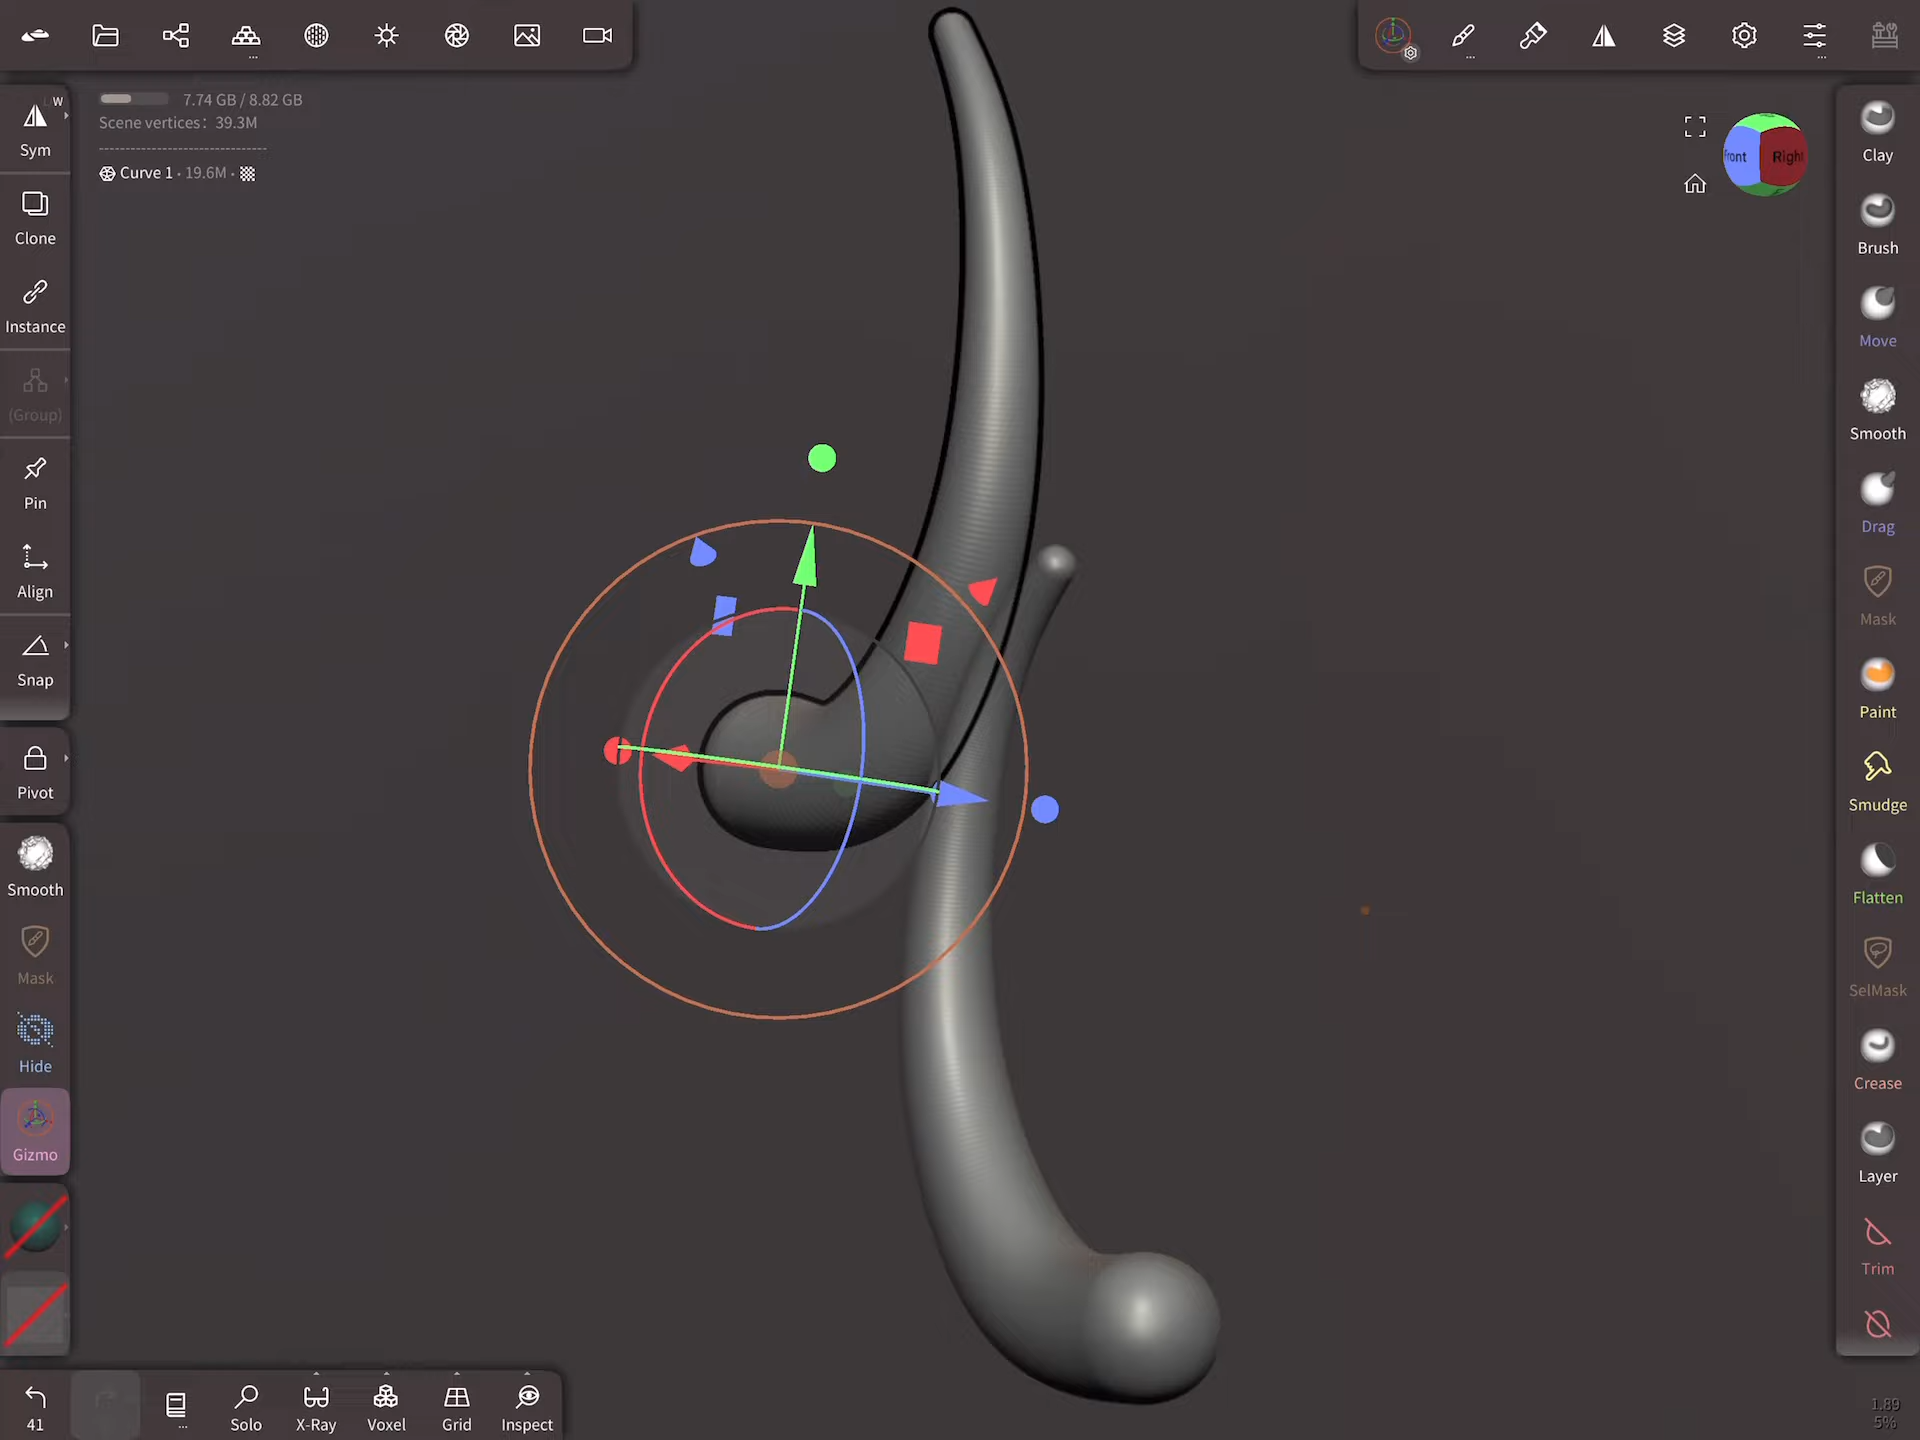 W
Sym
Clone
Instance
(Group)
Pin
Align
Snap
Pivot
Smooth
Mask
Hide
Gizmo
7.74 GB / 8.82 GB
Scene vertices: 39.3M
Curve 1 · 19.6M ·
Front
Right
Clay
Brush
Move
Smooth
Drag
Mask
Paint
Smudge
Flatten
SelMask
Crease
Layer
Trim
41
Solo
X-Ray
Voxel
Grid
Inspect
1.89
5%